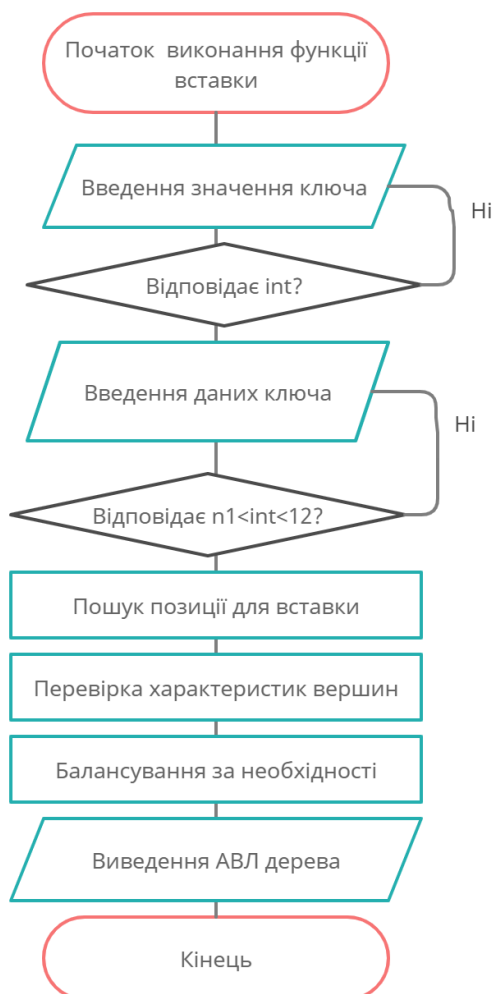 Початок виконання функції
вставки
Введення значення ключа
Ні
Відповідає int?
Введення даних ключа
Ні
Відповідає n1<int<12?
Пошук позиції для вставки
Перевірка характеристик вершин
Балансування за необхідності
Виведення АВЛ дерева
Кінець